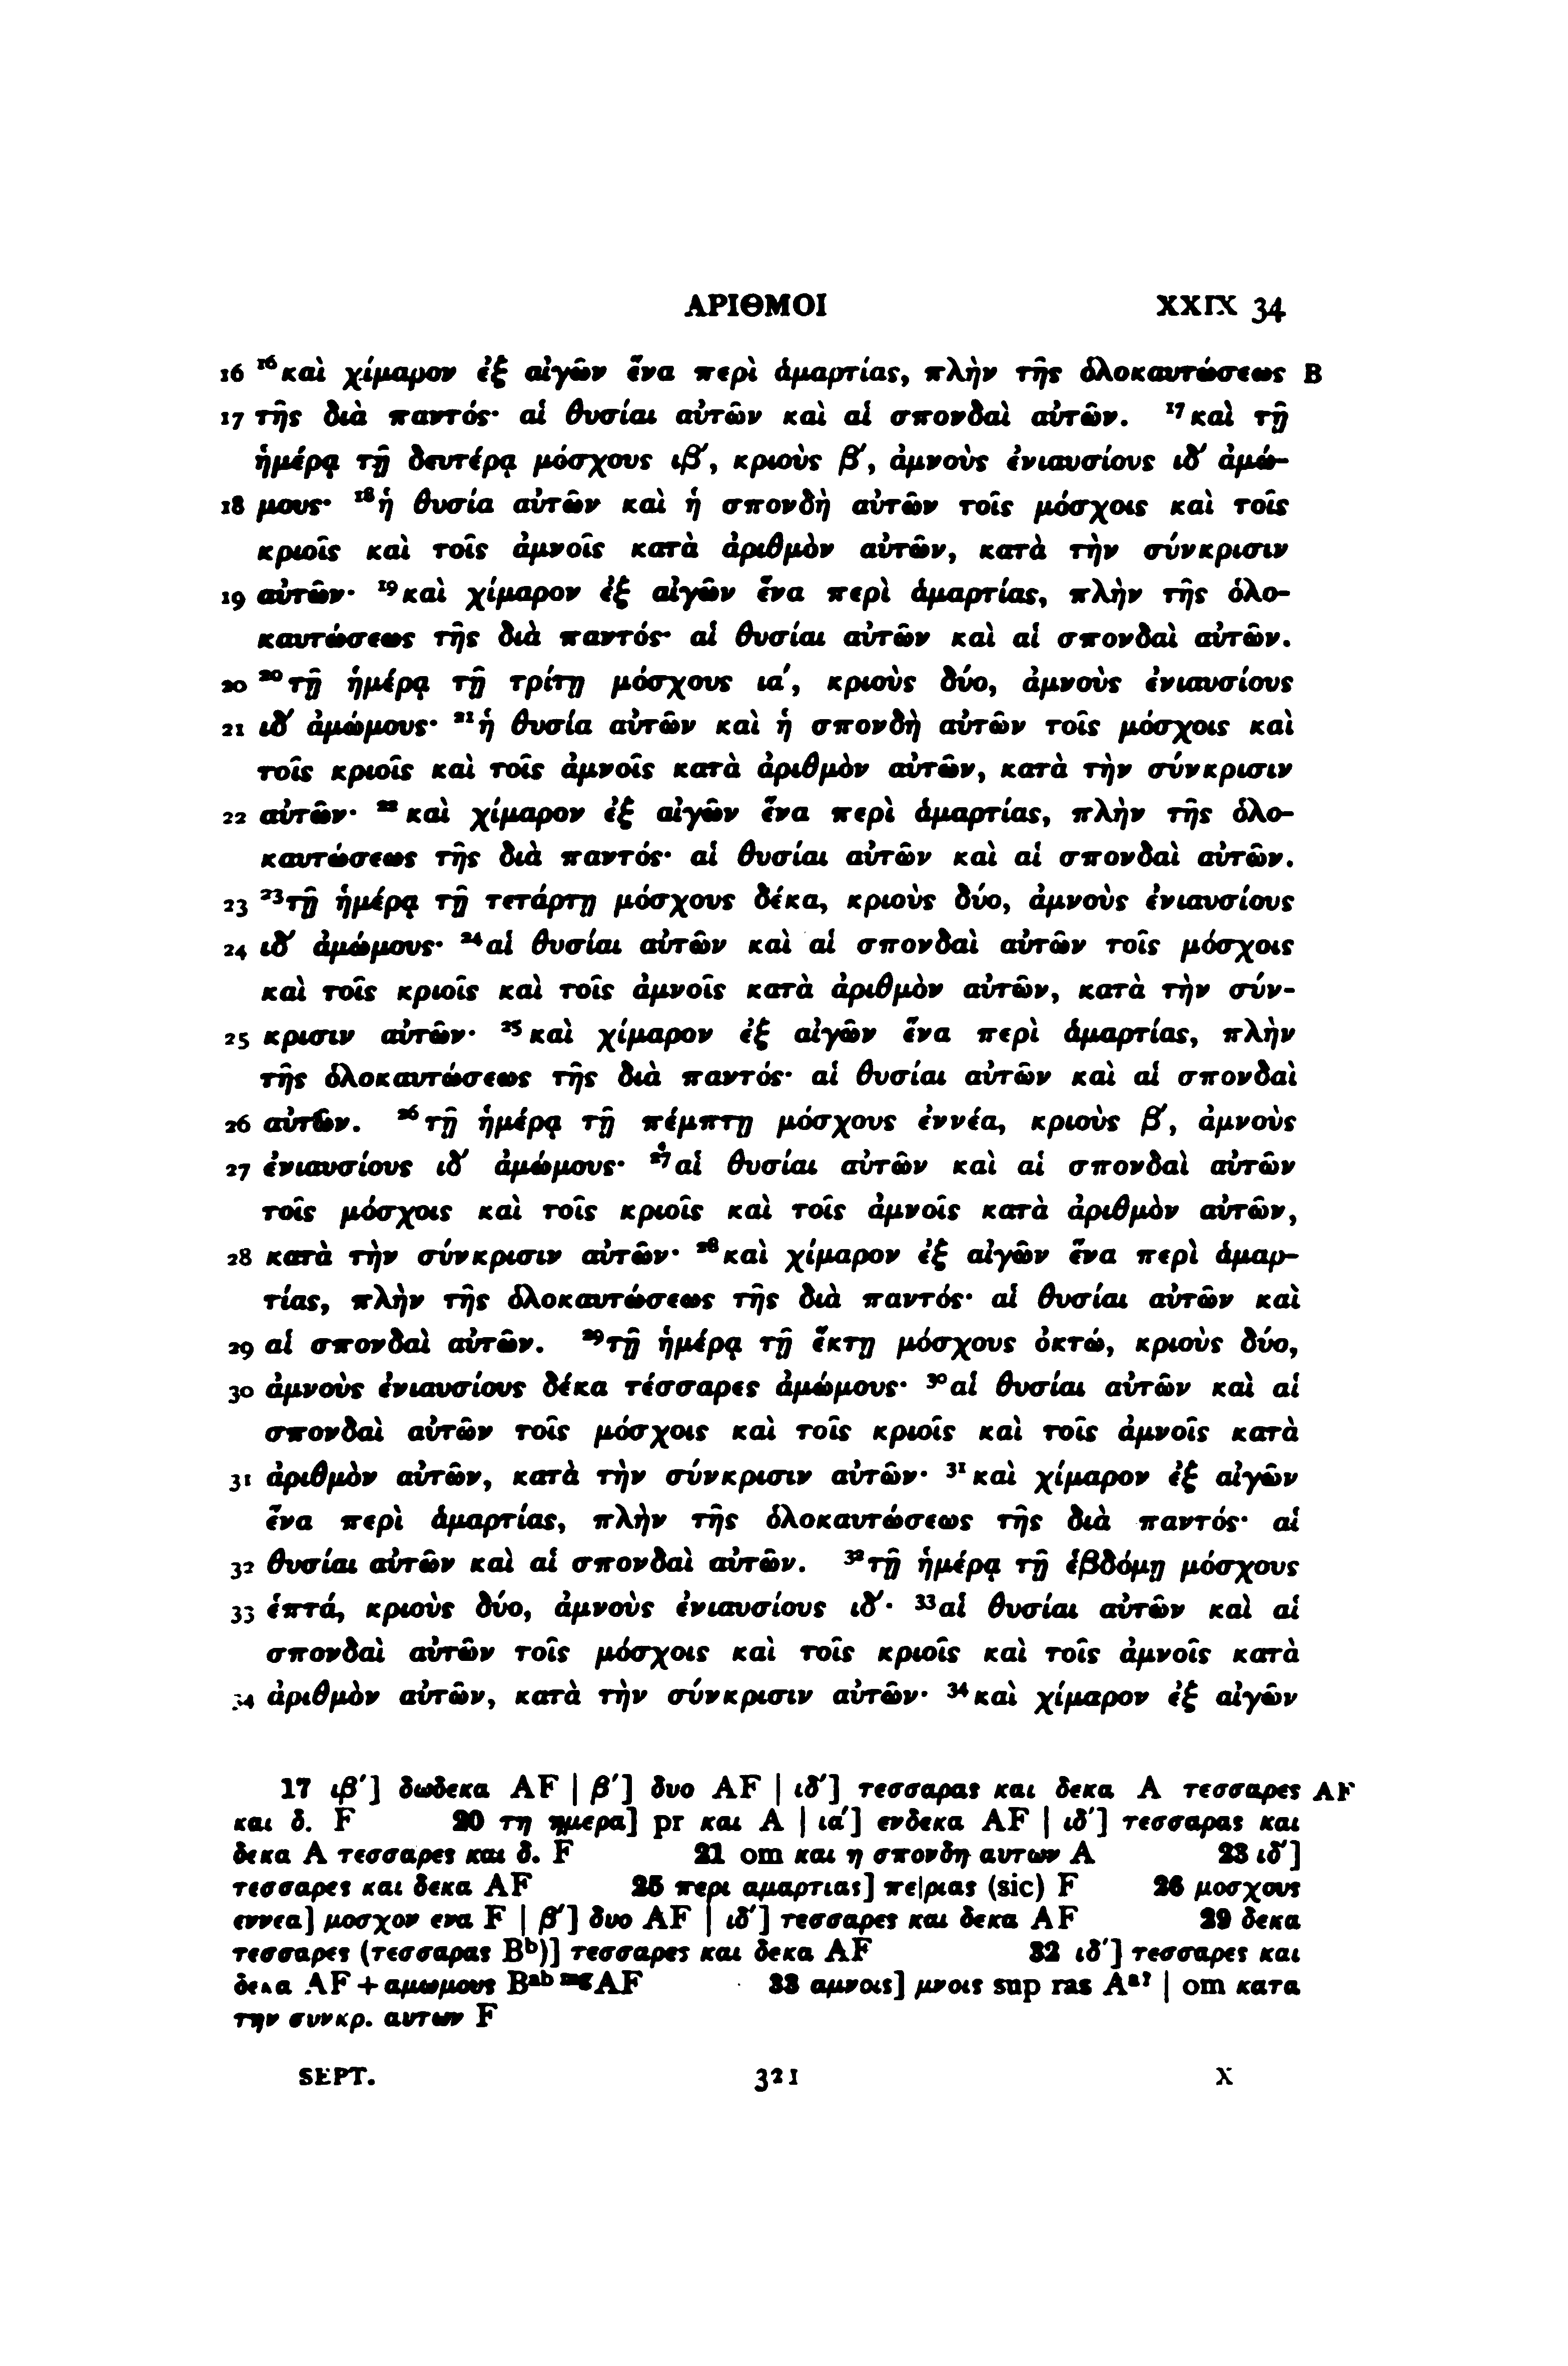 ΑΡΙΘΜΟΙ XXIX 34
16 ¹⁶καὶ χίμαρον ἐξ αἰγῶν ἕνα περὶ ἁμαρτίας, πλὴν τῆς ὁλοκαυτώσεως B
17 τῆς διὰ παντός· αἱ θυσίαι αὐτῶν καὶ αἱ σπονδαὶ αὐτῶν. ¹⁷καὶ τῇ
ἡμέρᾳ τῇ δευτέρᾳ μόσχους ιβ´, κριοὺς β´, ἀμνοὺς ἐνιαυσίους ιδ´ ἀμώ-
18 μους· ¹⁸ἡ θυσία αὐτῶν καὶ ἡ σπονδὴ αὐτῶν τοῖς μόσχοις καὶ τοῖς
κριοῖς καὶ τοῖς ἀμνοῖς κατὰ ἀριθμὸν αὐτῶν, κατὰ τὴν σύνκρισιν
19 αὐτῶν· ¹⁹καὶ χίμαρον ἐξ αἰγῶν ἕνα περὶ ἁμαρτίας, πλὴν τῆς ὁλο-
καυτώσεως τῆς διὰ παντός· αἱ θυσίαι αὐτῶν καὶ αἱ σπονδαὶ αὐτῶν.
20 ²⁰τῇ ἡμέρᾳ τῇ τρίτῃ μόσχους ια´, κριοὺς δύο, ἀμνοὺς ἐνιαυσίους
21 ιδ´ ἀμώμους· ²¹ἡ θυσία αὐτῶν καὶ ἡ σπονδὴ αὐτῶν τοῖς μόσχοις καὶ
τοῖς κριοῖς καὶ τοῖς ἀμνοῖς κατὰ ἀριθμὸν αὐτῶν, κατὰ τὴν σύνκρισιν
22 αὐτῶν· ²²καὶ χίμαρον ἐξ αἰγῶν ἕνα περὶ ἁμαρτίας, πλὴν τῆς ὁλο-
καυτώσεως τῆς διὰ παντός· αἱ θυσίαι αὐτῶν καὶ αἱ σπονδαὶ αὐτῶν.
23 ²³τῇ ἡμέρᾳ τῇ τετάρτῃ μόσχους δέκα, κριοὺς δύο, ἀμνοὺς ἐνιαυσίους
24 ιδ´ ἀμώμους· ²⁴αἱ θυσίαι αὐτῶν καὶ αἱ σπονδαὶ αὐτῶν τοῖς μόσχοις
καὶ τοῖς κριοῖς καὶ τοῖς ἀμνοῖς κατὰ ἀριθμὸν αὐτῶν, κατὰ τὴν σύν-
25 κρισιν αὐτῶν· ²⁵καὶ χίμαρον ἐξ αἰγῶν ἕνα περὶ ἁμαρτίας, πλὴν
τῆς ὁλοκαυτώσεως τῆς διὰ παντός· αἱ θυσίαι αὐτῶν καὶ αἱ σπονδαὶ
26 αὐτῶν. ²⁶τῇ ἡμέρᾳ τῇ πέμπτῃ μόσχους ἐννέα, κριοὺς β´, ἀμνοὺς
27 ἐνιαυσίους ιδ´ ἀμώμους· ²⁷αἱ θυσίαι αὐτῶν καὶ αἱ σπονδαὶ αὐτῶν
τοῖς μόσχοις καὶ τοῖς κριοῖς καὶ τοῖς ἀμνοῖς κατὰ ἀριθμὸν αὐτῶν,
28 κατὰ τὴν σύνκρισιν αὐτῶν· ²⁸καὶ χίμαρον ἐξ αἰγῶν ἕνα περὶ ἁμαρ-
τίας, πλὴν τῆς ὁλοκαυτώσεως τῆς διὰ παντός· αἱ θυσίαι αὐτῶν καὶ
29 αἱ σπονδαὶ αὐτῶν. ²⁹τῇ ἡμέρᾳ τῇ ἕκτῃ μόσχους ὀκτώ, κριοὺς δύο,
30 ἀμνοὺς ἐνιαυσίους δέκα τέσσαρες ἀμώμους· ³⁰αἱ θυσίαι αὐτῶν καὶ αἱ
σπονδαὶ αὐτῶν τοῖς μόσχοις καὶ τοῖς κριοῖς καὶ τοῖς ἀμνοῖς κατὰ
31 ἀριθμὸν αὐτῶν, κατὰ τὴν σύνκρισιν αὐτῶν· ³¹καὶ χίμαρον ἐξ αἰγῶν
ἕνα περὶ ἁμαρτίας, πλὴν τῆς ὁλοκαυτώσεως τῆς διὰ παντός· αἱ
32 θυσίαι αὐτῶν καὶ αἱ σπονδαὶ αὐτῶν. ³²τῇ ἡμέρᾳ τῇ ἑβδόμῃ μόσχους
33 ἑπτά, κριοὺς δύο, ἀμνοὺς ἐνιαυσίους ιδ´· ³³αἱ θυσίαι αὐτῶν καὶ αἱ
σπονδαὶ αὐτῶν τοῖς μόσχοις καὶ τοῖς κριοῖς καὶ τοῖς ἀμνοῖς κατὰ
34 ἀριθμὸν αὐτῶν, κατὰ τὴν σύνκρισιν αὐτῶν· ³⁴καὶ χίμαρον ἐξ αἰγῶν
17 ιβ´] δωδεκα AF | β´] δυο AF | ιδ´] τεσσαρας και δεκα A τεσσαρες AF
και δ. F 20 τη ημερα] pr και A | ια´] ενδεκα AF | ιδ´] τεσσαρας και
δεκα A τεσσαρες και δ. F 21 om και η σπονδη αυτων A 23 ιδ´]
τεσσαρες και δεκα AF 25 περι αμαρτιας] πε|ριας (sic) F 26 μοσχους
εννεα] μοσχον ενα F | β´] δυο AF | ιδ´] τεσσαρες και δεκα AF 29 δεκα
τεσσαρες (τεσσαρας Bᵇ)] τεσσαρες και δεκα AF 32 ιδ´] τεσσαρες και
δεκα AF + αμωμους Bᵃᵇ ᵐᵍ AF 33 αμνοις] μνοις sup ras Aᵃ? | om κατα
την συνκρ. αυτων F
SEPT. 321 X